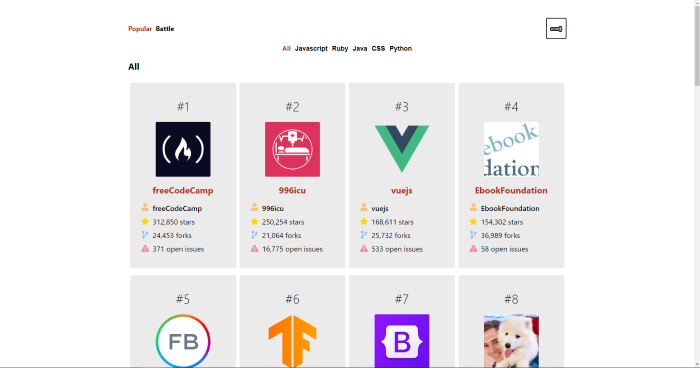 Popular Battle
All Javascript Ruby Java CSS Python
All
#1
freeCodeCamp
freeCodeCamp
312,850 stars
24,453 forks
371 open issues
#2
996icu
996icu
250,254 stars
21,064 forks
16,775 open issues
#3
vuejs
vuejs
168,611 stars
25,732 forks
533 open issues
#4
ebook
dation
EbookFoundation
EbookFoundation
154,302 stars
36,989 forks
58 open issues
#5
FB
#6
#7
B
#8